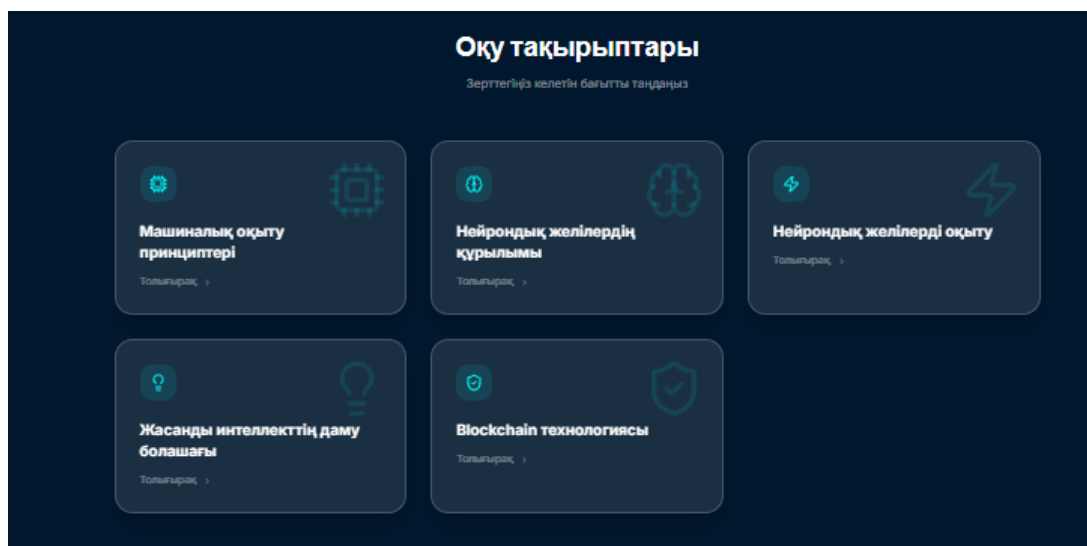 Оқу тақырыптары
Зерттегіңіз келетін бағытты таңдаңыз
Машиналық оқыту
принциптері
Толығырақ ›
Нейрондық желілердің
құрылымы
Толығырақ ›
Нейрондық желілерді оқыту
Толығырақ ›
Жасанды интеллекттің даму
болашағы
Толығырақ ›
Blockchain технологиясы
Толығырақ ›